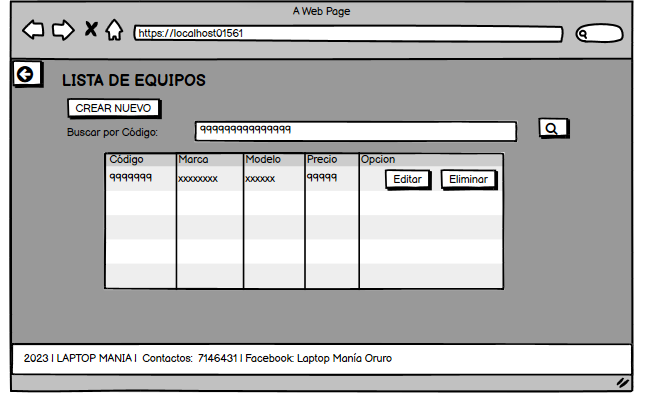 A Web Page
https://localhost01561
LISTA DE EQUIPOS
CREAR NUEVO
Buscar por Código: 999999999999999
Código Marca Modelo Precio Opcion
9999999 xxxxxxxx xxxxxx 99999 Editar Eliminar
2023 | LAPTOP MANIA | Contactos: 7146431 | Facebook: Laptop Manía Oruro